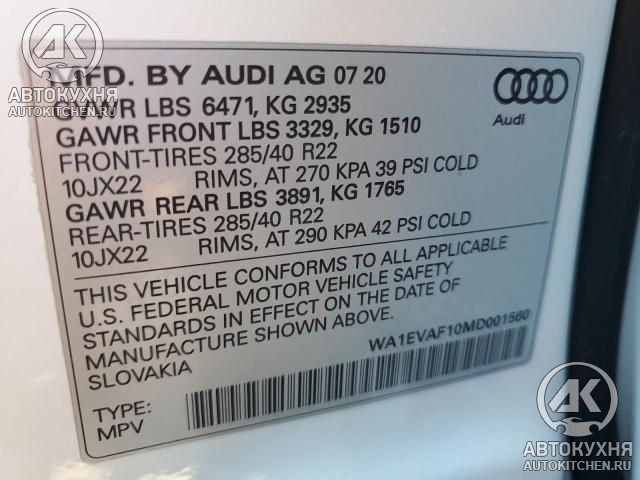 MFD. BY AUDI AG 07 20
GAWR LBS 6471, KG 2935
GAWR FRONT LBS 3329, KG 1510
FRONT-TIRES 285/40 R22
10JX22 RIMS, AT 270 KPA 39 PSI COLD
GAWR REAR LBS 3891, KG 1765
REAR-TIRES 285/40 R22
10JX22 RIMS, AT 290 KPA 42 PSI COLD
Audi
THIS VEHICLE CONFORMS TO ALL APPLICABLE
U.S. FEDERAL MOTOR VEHICLE SAFETY
STANDARDS IN EFFECT ON THE DATE OF
MANUFACTURE SHOWN ABOVE.
SLOVAKIA
WA1EVAF10MD001560
TYPE:
MPV
АК
АВТОКУХНЯ
AUTOKITCHEN.RU
АК
АВТОКУХНЯ
AUTOKITCHEN.RU